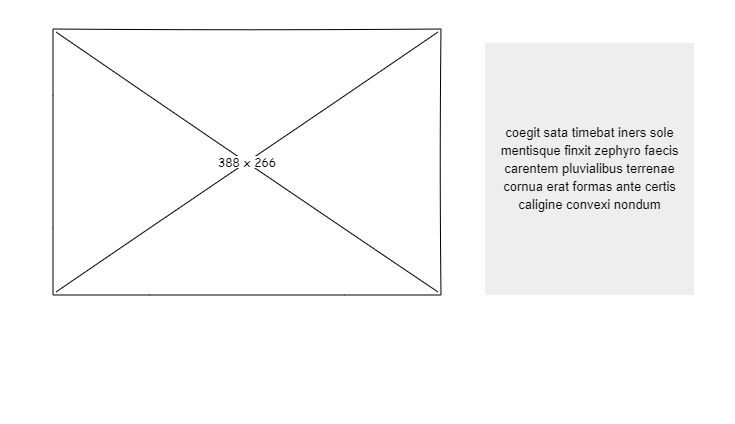 388 x 266
coegit sata timebat iners sole
mentisque finxit zephyro faecis
carentem pluvialibus terrenae
cornua erat formas ante certis
caligine convexi nondum